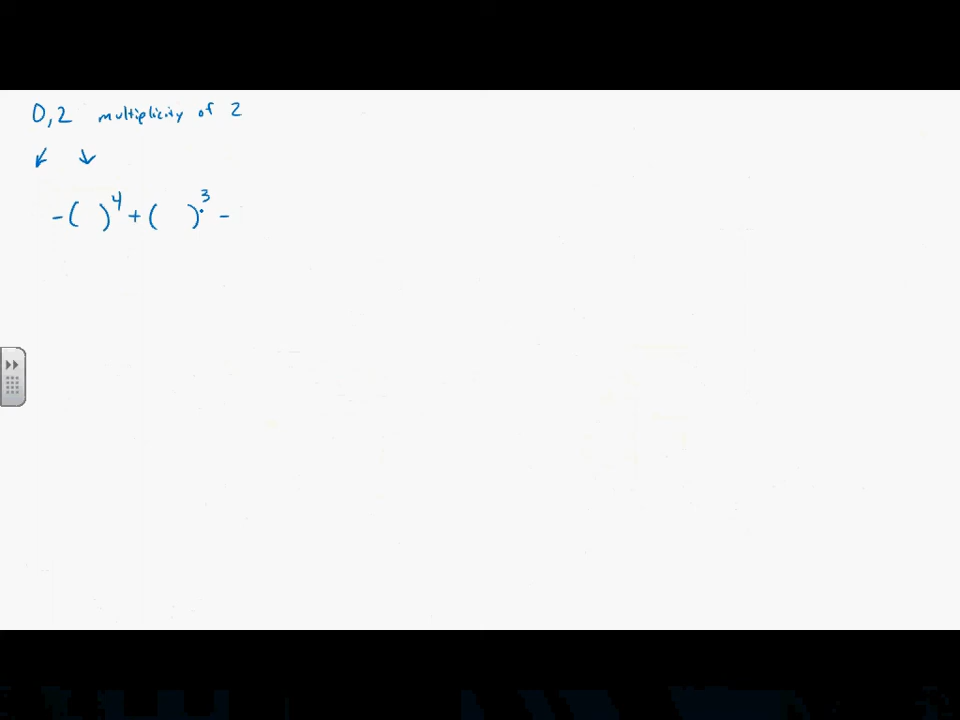 0,2 multiplicity of 2
↙ ↘
-( )⁴+( )³-